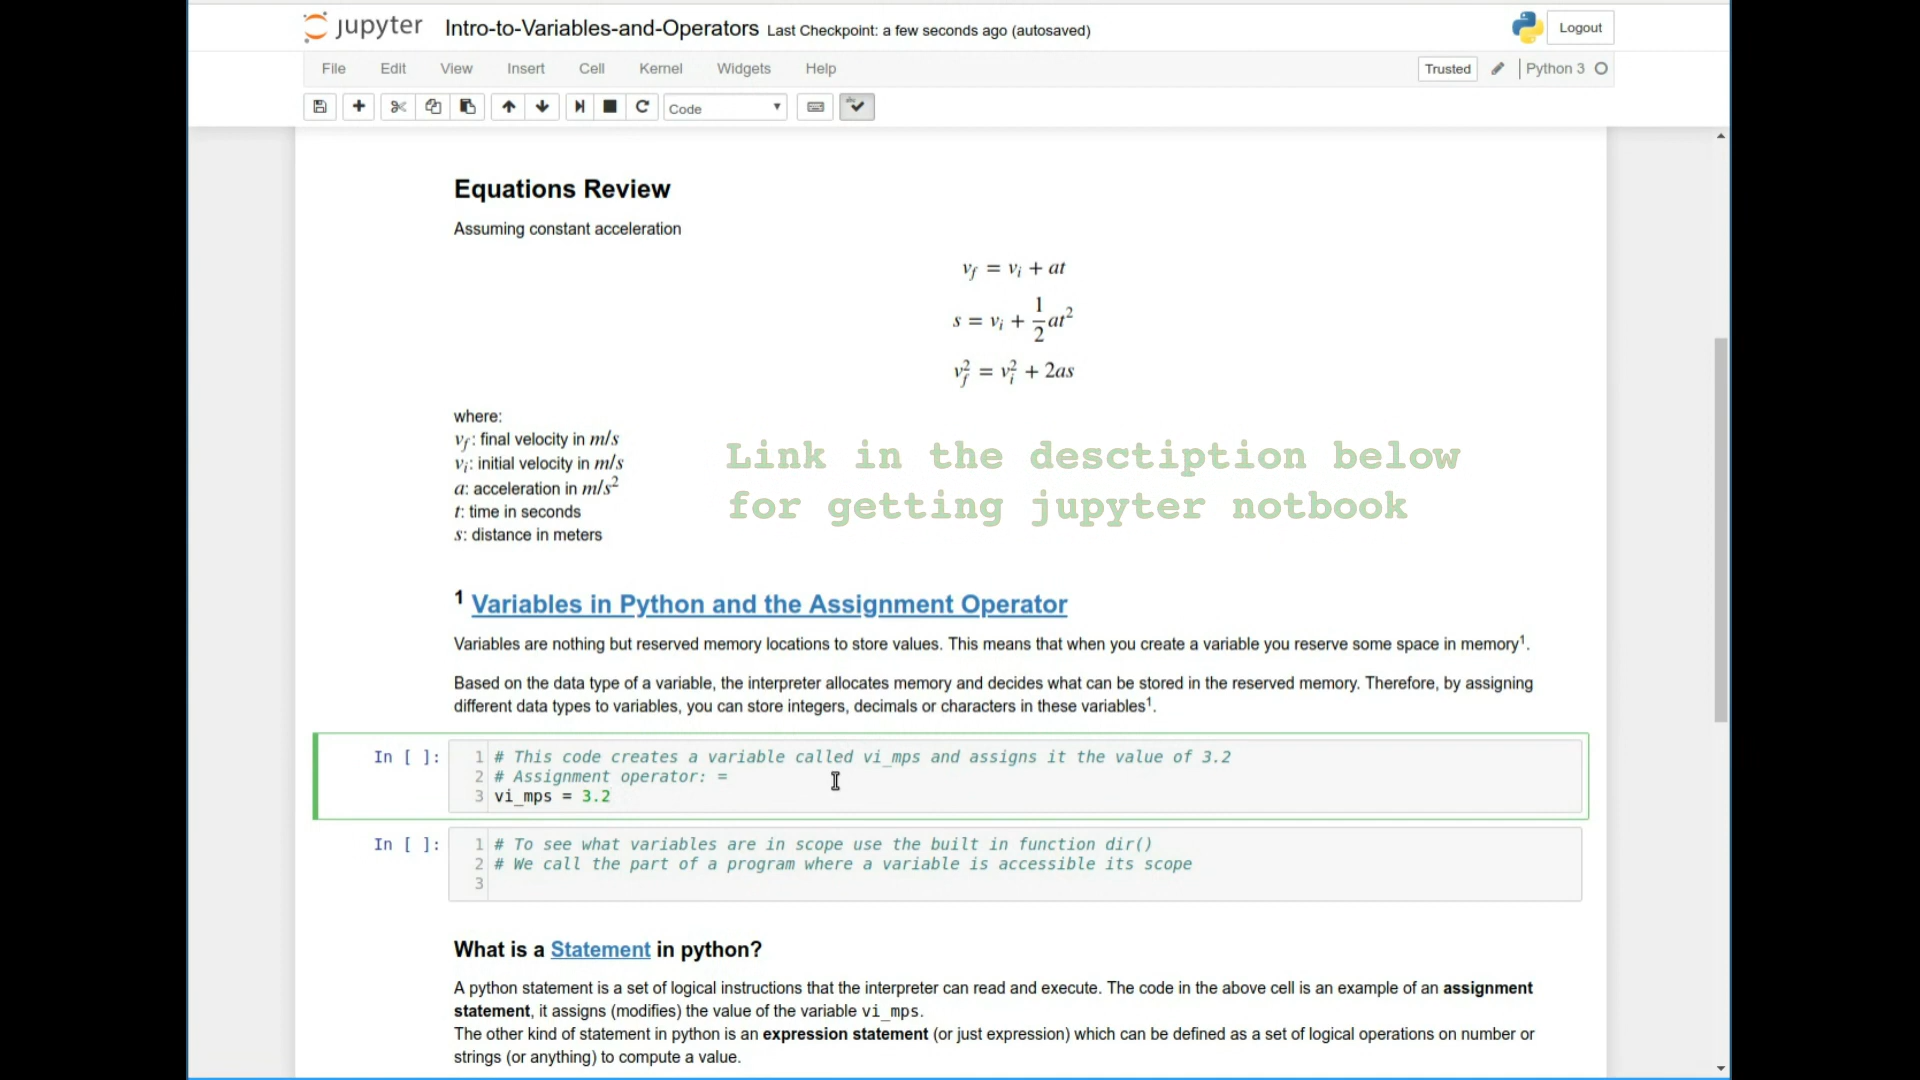 jupyter Intro-to-Variables-and-Operators Last Checkpoint: a few seconds ago (autosaved) Logout
File Edit View Insert Cell Kernel Widgets Help Trusted Python 3
Code
Equations Review
Assuming constant acceleration
v_f = v_i + at
s = v_i + 1/2 at²
v_f² = v_i² + 2as
where:
v_f: final velocity in m/s
v_i: initial velocity in m/s
a: acceleration in m/s²
t: time in seconds
s: distance in meters
Link in the desctiption below
for getting jupyter notbook
1 Variables in Python and the Assignment Operator
Variables are nothing but reserved memory locations to store values. This means that when you create a variable you reserve some space in memory¹.
Based on the data type of a variable, the interpreter allocates memory and decides what can be stored in the reserved memory. Therefore, by assigning
different data types to variables, you can store integers, decimals or characters in these variables¹.
In [ ]: 1 # This code creates a variable called vi_mps and assigns it the value of 3.2
2 # Assignment operator: =
3 vi_mps = 3.2
In [ ]: 1 # To see what variables are in scope use the built in function dir()
2 # We call the part of a program where a variable is accessible its scope
3
What is a Statement in python?
A python statement is a set of logical instructions that the interpreter can read and execute. The code in the above cell is an example of an assignment
statement, it assigns (modifies) the value of the variable vi_mps.
The other kind of statement in python is an expression statement (or just expression) which can be defined as a set of logical operations on number or
strings (or anything) to compute a value.